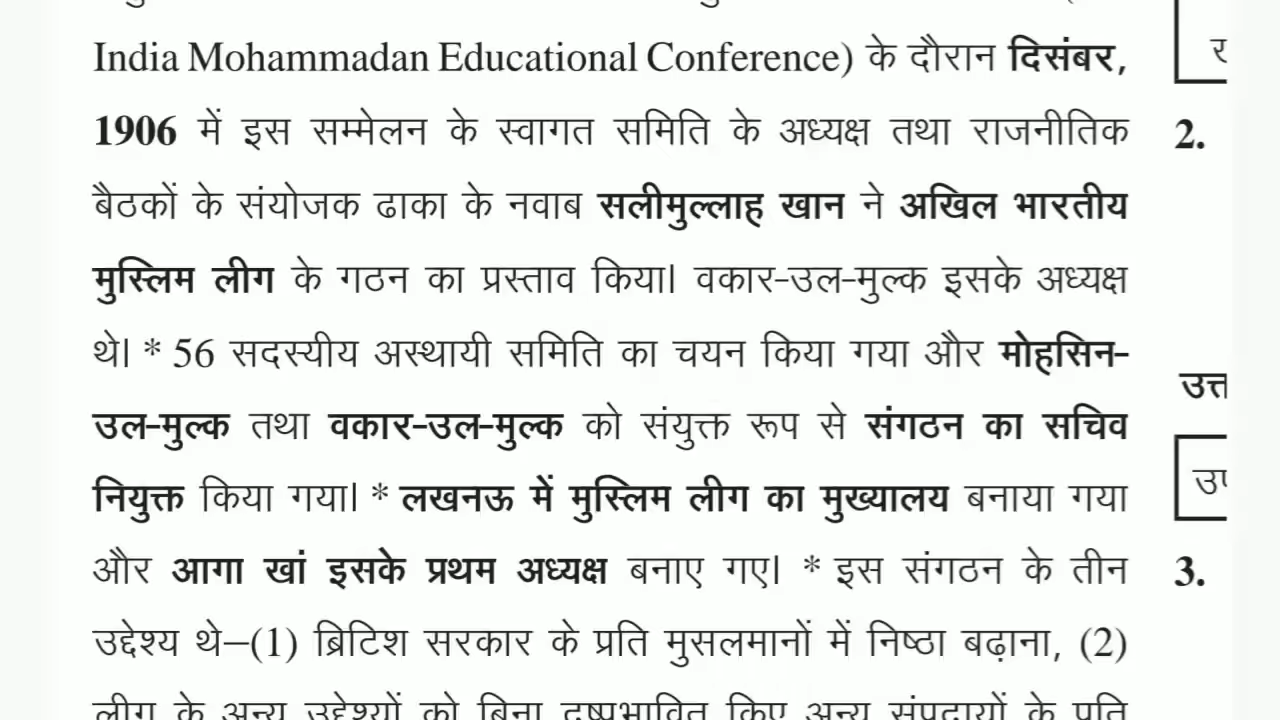 India Mohammadan Educational Conference) के दौरान दिसंबर,
1906 में इस सम्मेलन के स्वागत समिति के अध्यक्ष तथा राजनीतिक
बैठकों के संयोजक ढाका के नवाब सलीमुल्लाह खान ने अखिल भारतीय
मुस्लिम लीग के गठन का प्रस्ताव किया। वकार-उल-मुल्क इसके अध्यक्ष
थे। * 56 सदस्यीय अस्थायी समिति का चयन किया गया और मोहसिन-
उल-मुल्क तथा वकार-उल-मुल्क को संयुक्त रूप से संगठन का सचिव
नियुक्त किया गया। * लखनऊ में मुस्लिम लीग का मुख्यालय बनाया गया
और आगा खां इसके प्रथम अध्यक्ष बनाए गए। * इस संगठन के तीन
उद्देश्य थे–(1) ब्रिटिश सरकार के प्रति मुसलमानों में निष्ठा बढ़ाना, (2)
लीग के अन्य उद्देश्यों को बिना दुष्प्रभावित किए अन्य संप्रदायों के प्रति
2.
3.